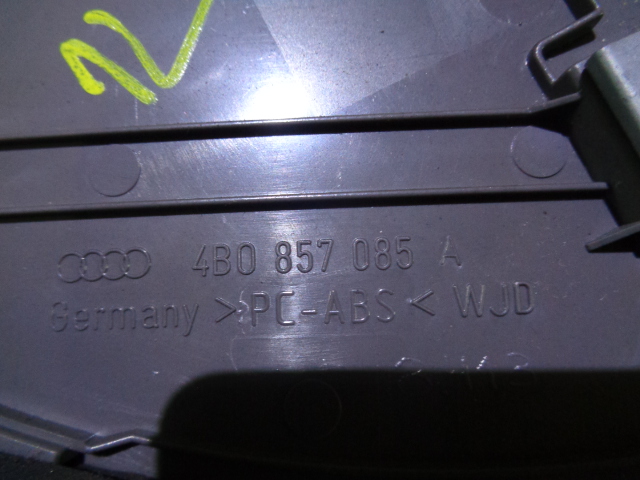 4B0 857 085 A
Germany >PC-ABS< WJD